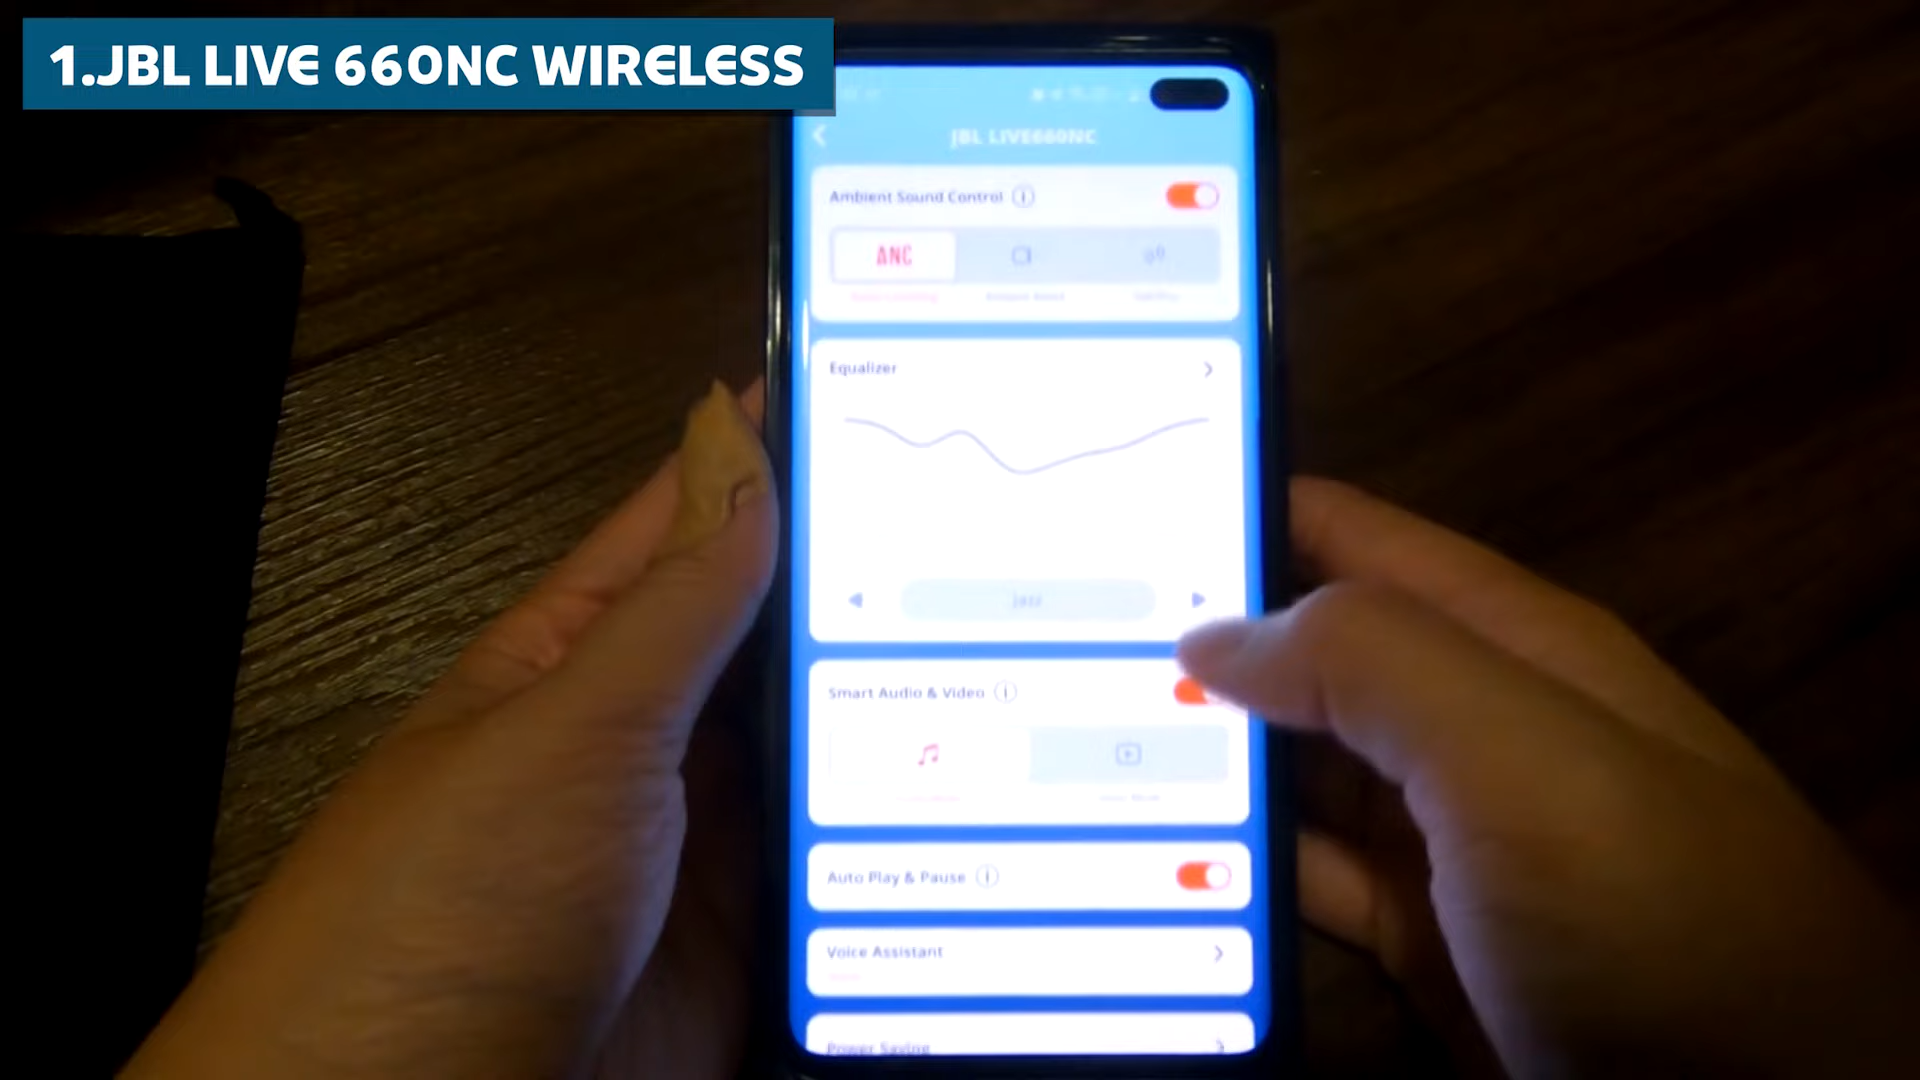 1.JBL LIVE 660NC WIRELESS
JBL LIVE660NC
Ambient Sound Control
ANC
Equalizer
Jazz
Smart Audio & Video
Auto Play & Pause
Voice Assistant
Power Saving